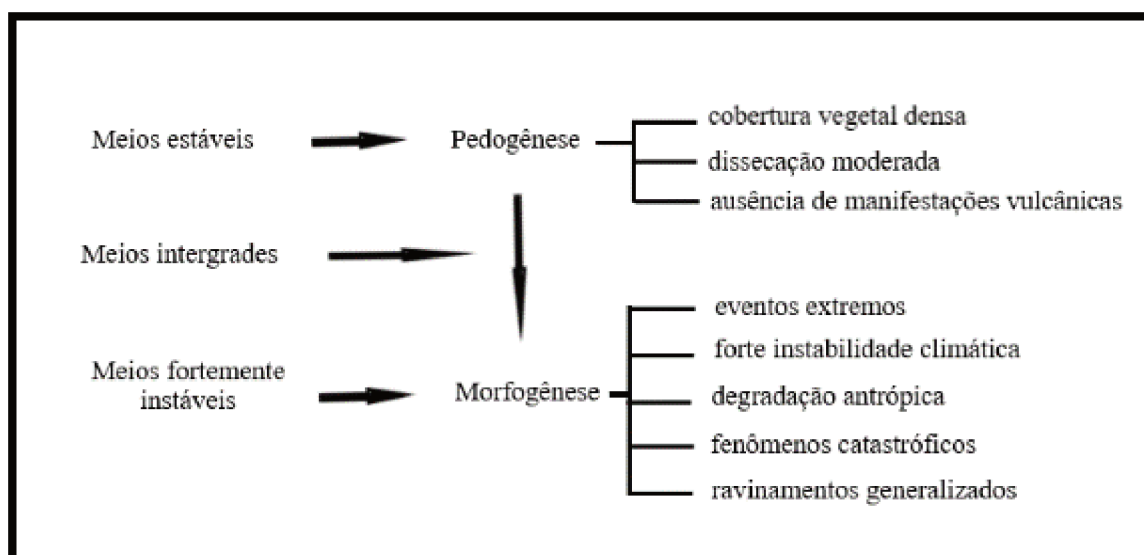 Meios estáveis
Pedogênese
cobertura vegetal densa
dissecação moderada
ausência de manifestações vulcânicas
Meios intergrades
Meios fortemente
instáveis
Morfogênese
eventos extremos
forte instabilidade climática
degradação antrópica
fenômenos catastróficos
ravinamentos generalizados